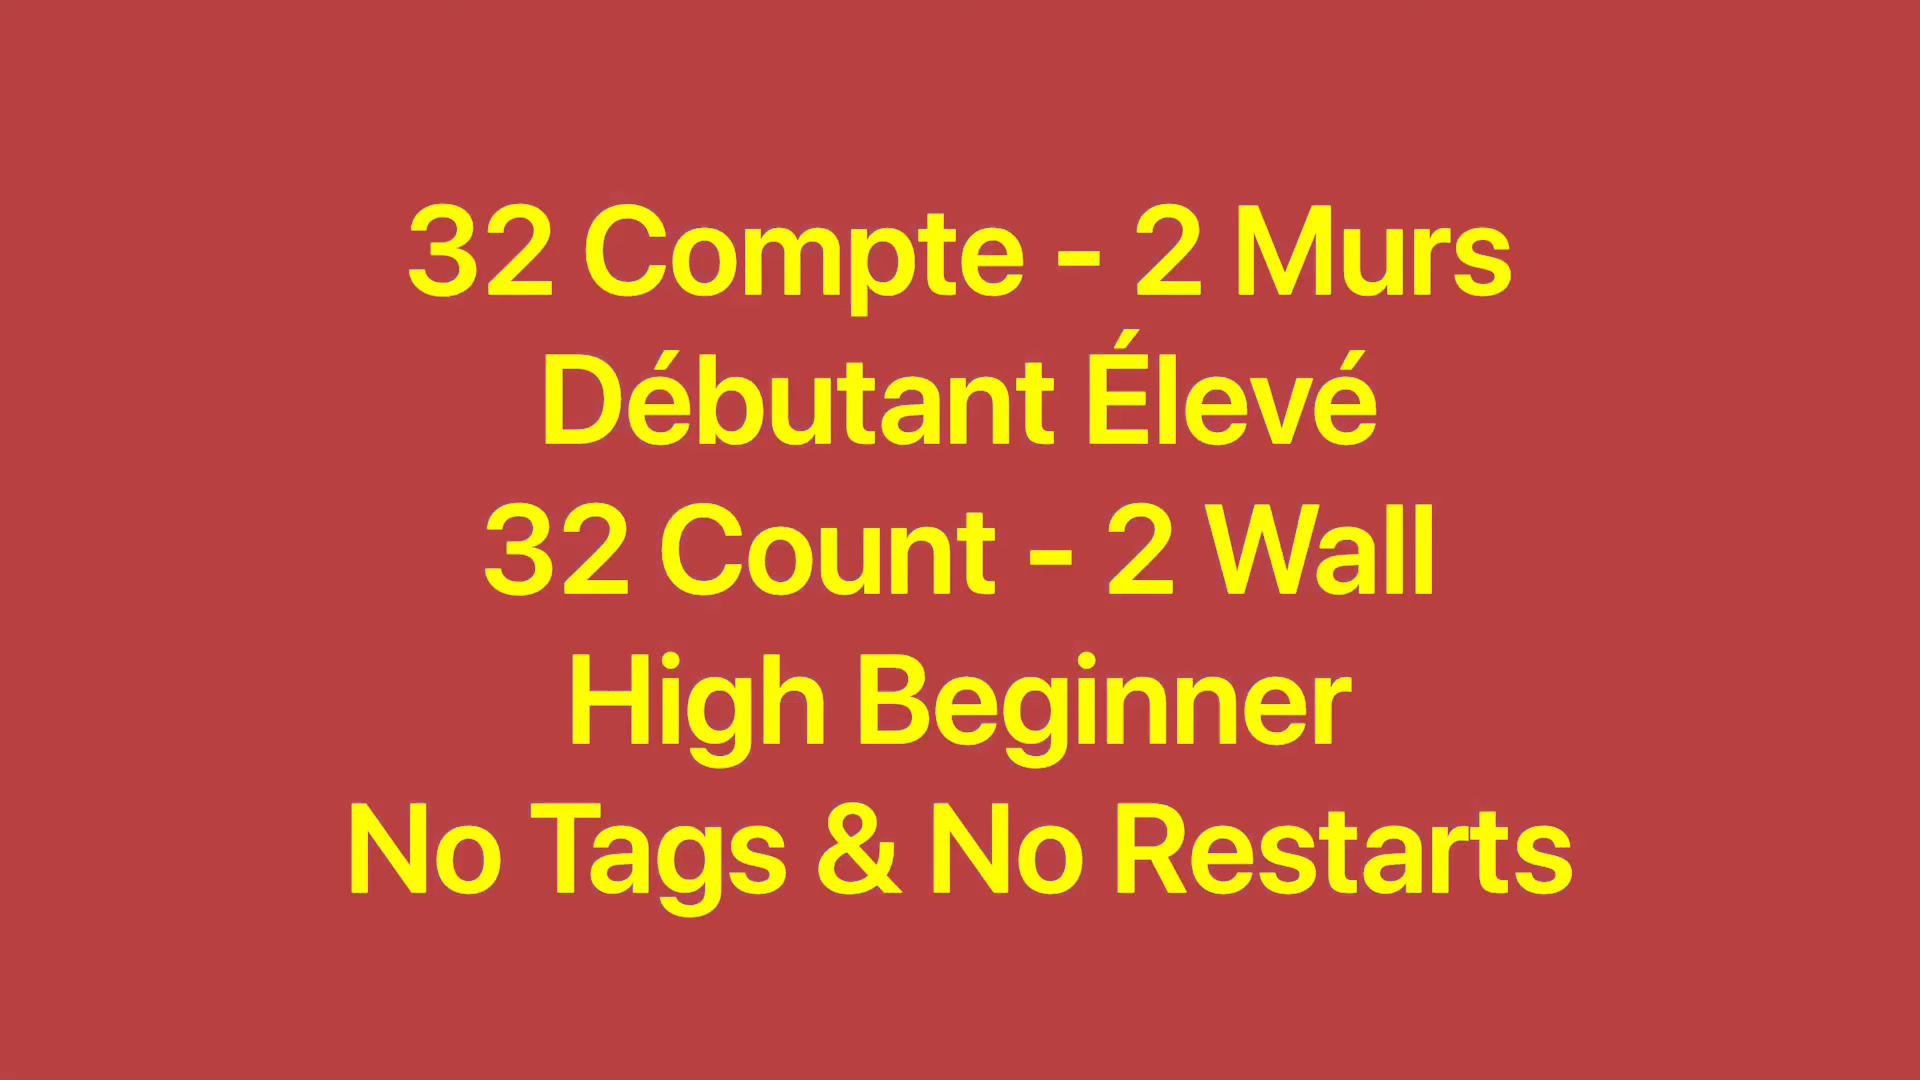 32 Compte - 2 Murs
Débutant Élevé
32 Count - 2 Wall
High Beginner
No Tags & No Restarts